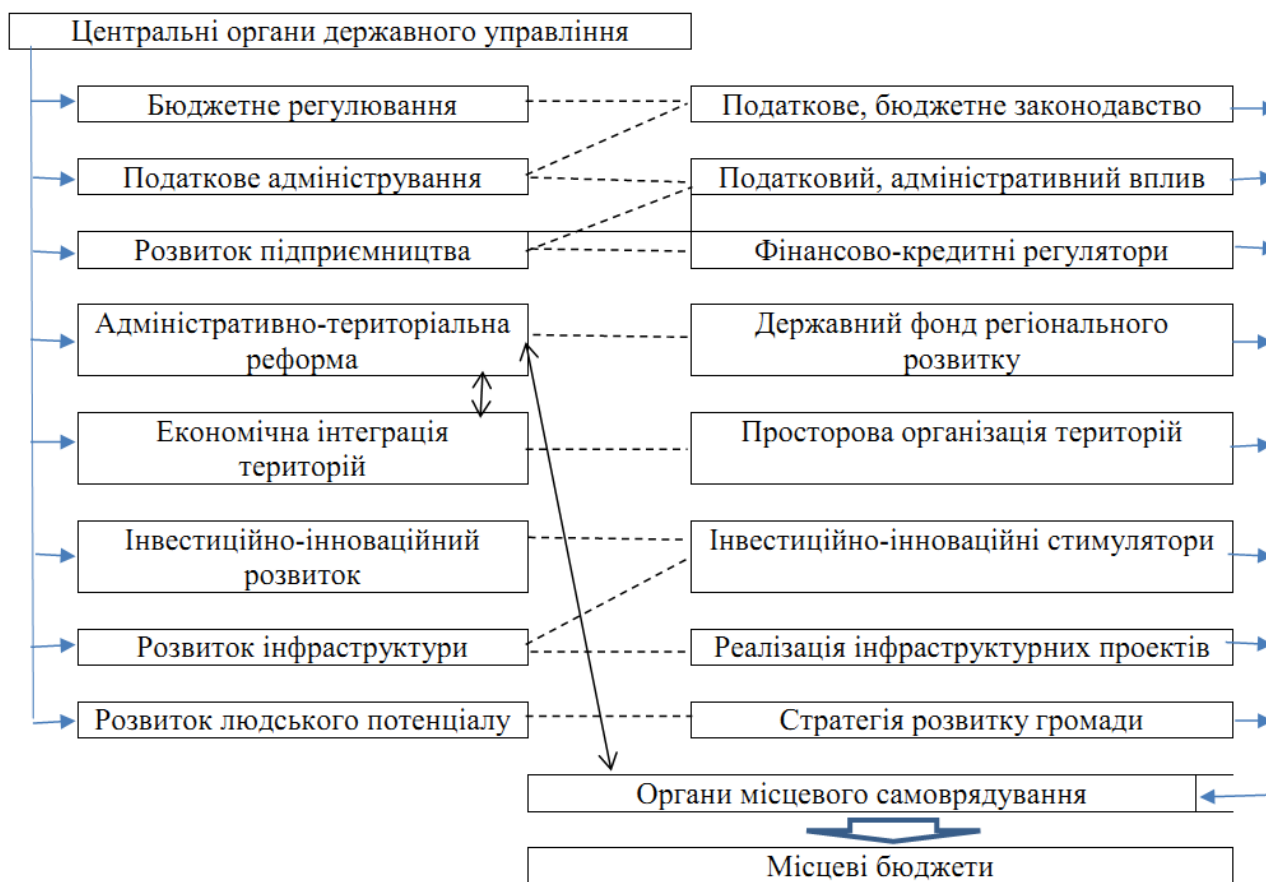 Центральні органи державного управління
Бюджетне регулювання
Податкове, бюджетне законодавство
Податкове адміністрування
Податковий, адміністративний вплив
Розвиток підприємництва
Фінансово-кредитні регулятори
Адміністративно-територіальна
реформа
Державний фонд регіонального
розвитку
Економічна інтеграція
територій
Просторова організація територій
Інвестиційно-інноваційний
розвиток
Інвестиційно-інноваційні стимулятори
Розвиток інфраструктури
Реалізація інфраструктурних проектів
Розвиток людського потенціалу
Стратегія розвитку громади
Органи місцевого самоврядування
Місцеві бюджети